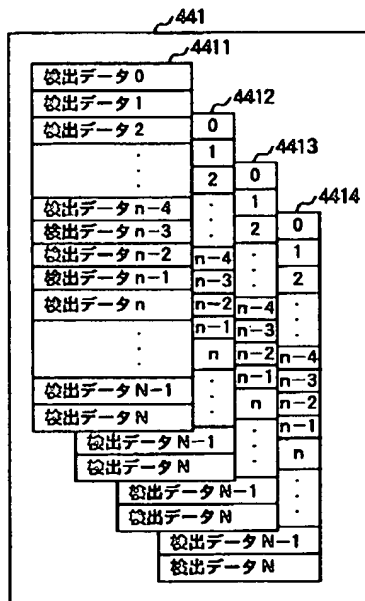 441
4411
検出データ 0
検出データ 1
検出データ 2
検出データ n-4
検出データ n-3
検出データ n-2
検出データ n-1
検出データ n
検出データ N-1
検出データ N
4412
0
1
2
n-4
n-3
n-2
n-1
n
検出データ N-1
検出データ N
4413
0
1
2
n-4
n-3
n-2
n-1
n
検出データ N-1
検出データ N
4414
0
1
2
n-4
n-3
n-2
n-1
n
検出データ N-1
検出データ N